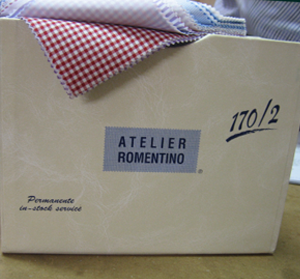 170/2
ATELIER
ROMENTINO
®
Permanente
in-stock service